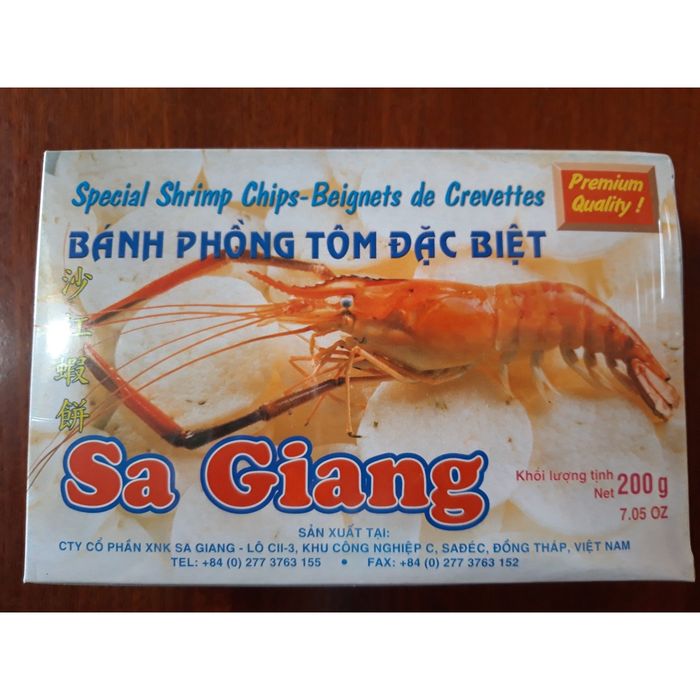 Special Shrimp Chips-Beignets de Crevettes
Premium
Quality !
BÁNH PHỒNG TÔM ĐẶC BIỆT
沙江蝦餅
Sa Giang
Khối lượng tịnh
Net 200 g
7.05 OZ
SẢN XUẤT TẠI:
CTY CỔ PHẦN XNK SA GIANG - LÔ CII-3, KHU CÔNG NGHIỆP C, SAĐÉC, ĐỒNG THÁP, VIỆT NAM
TEL: +84 (0) 277 3763 155 • FAX: +84 (0) 277 3763 152